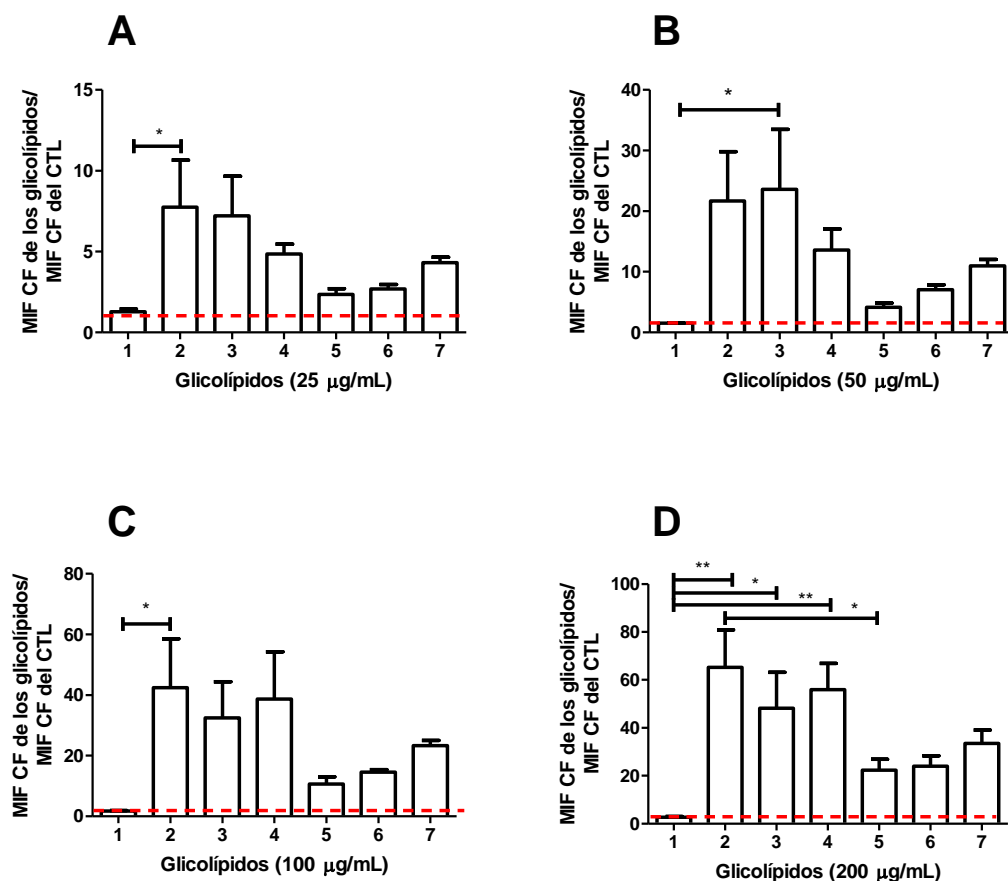 A
MIF CF de los glicolípidos/
MIF CF del CTL
15
10
5
0
*
1 2 3 4 5 6 7
Glicolípidos (25 μg/mL)
B
MIF CF de los glicolípidos/
MIF CF del CTL
40
30
20
10
0
*
1 2 3 4 5 6 7
Glicolípidos (50 μg/mL)
C
MIF CF de los glicolípidos/
MIF CF del CTL
80
60
40
20
0
*
1 2 3 4 5 6 7
Glicolípidos (100 μg/mL)
D
MIF CF de los glicolípidos/
MIF CF del CTL
100
80
60
40
20
0
**
*
**
*
1 2 3 4 5 6 7
Glicolípidos (200 μg/mL)